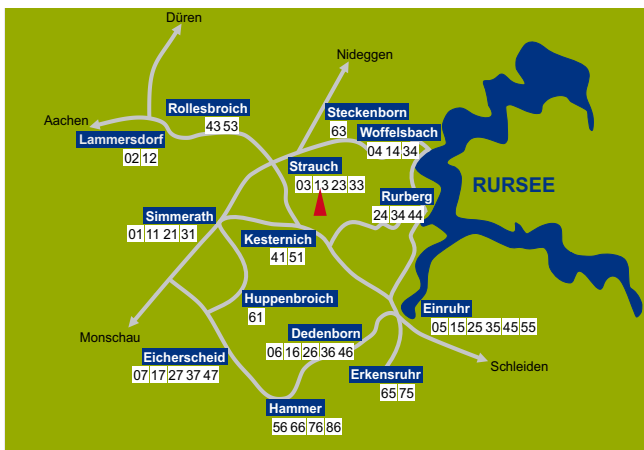 Düren
Nideggen
Aachen
Rollesbroich
43 53
Steckenborn
63
Lammersdorf
02 12
Woffelsbach
04 14 34
Strauch
03 13 23 33
RURSEE
Rurberg
24 34 44
Simmerath
01 11 21 31
Kesternich
41 51
Huppenbroich
61
Einruhr
05 15 25 35 45 55
Monschau
Dedenborn
06 16 26 36 46
Eicherscheid
07 17 27 37 47
Erkensruhr
65 75
Schleiden
Hammer
56 66 76 86